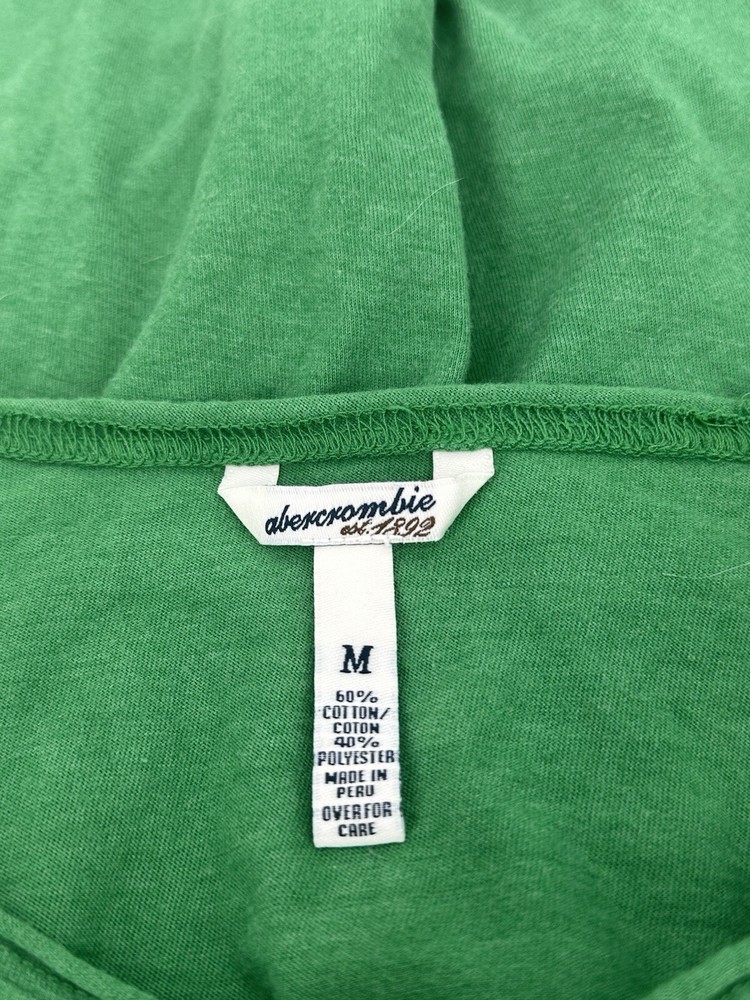 abercrombie
est. 1892
M
60%
COTTON/
COTON
40%
POLYESTER
MADE IN
PERU
OVER FOR
CARE